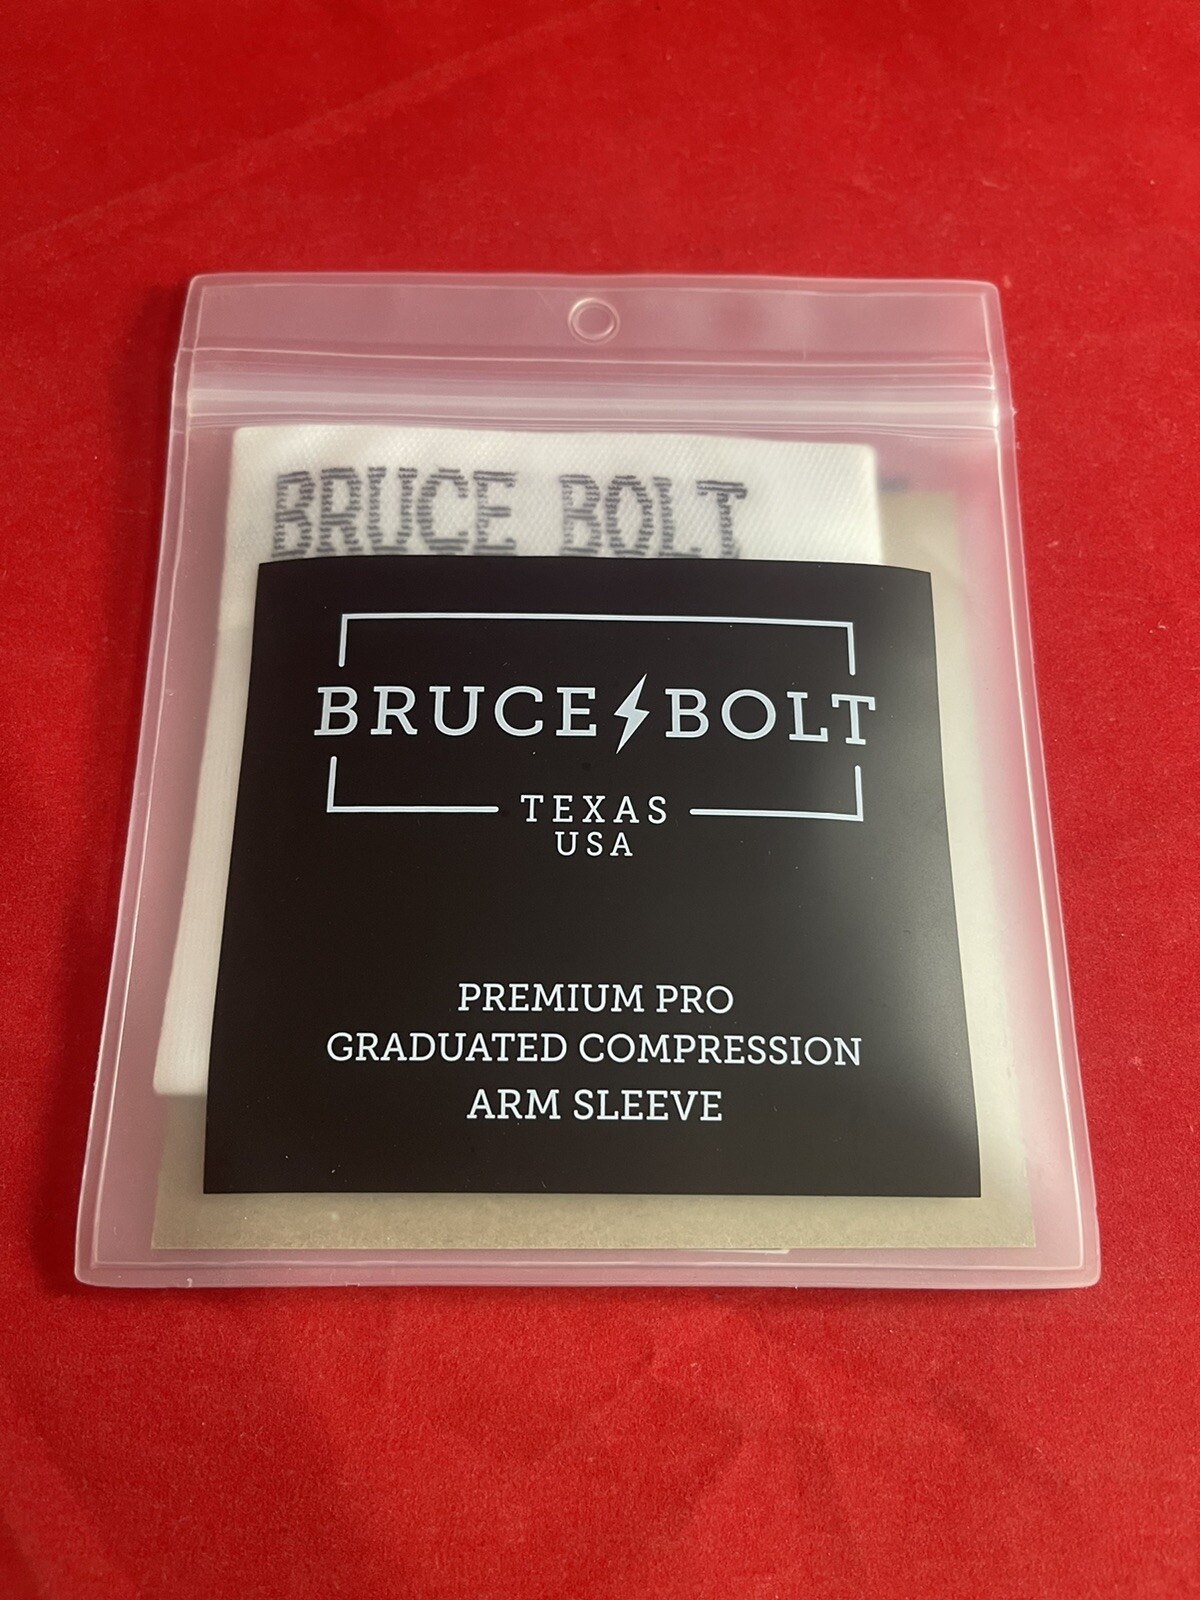 BRUCE BOLT
BRUCE BOLT
TEXAS
USA
PREMIUM PRO
GRADUATED COMPRESSION
ARM SLEEVE